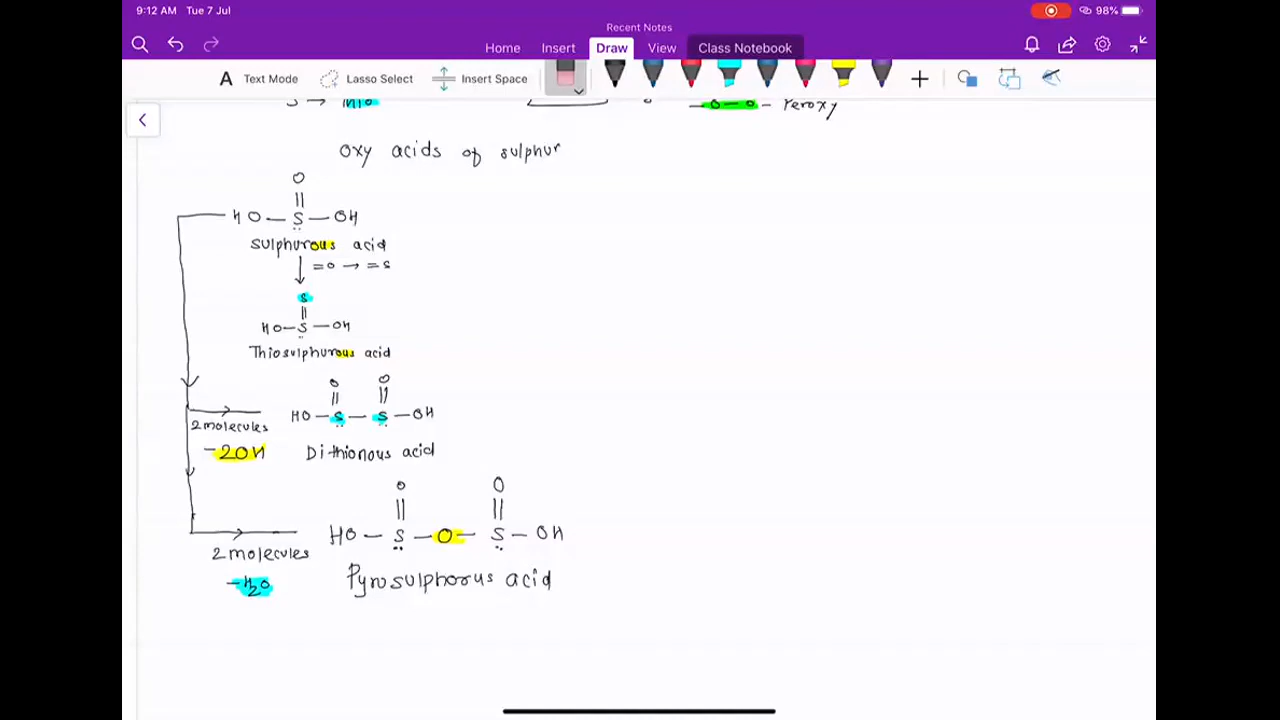 9:12 AM Tue 7 Jul
98%
Recent Notes
Home Insert Draw View Class Notebook
A Text Mode Lasso Select Insert Space
S → thio
-O-O- Peroxy
Oxy acids of sulphur
O
HO-S-OH
Sulphurous acid
=O → =S
S
HO-S-OH
Thiosulphurous acid
O O
HO-S-S-OH
2 molecules
-2OH
Dithionous acid
O O
HO-S-O-S-OH
2 molecules
-H₂O
Pyrosulphorus acid